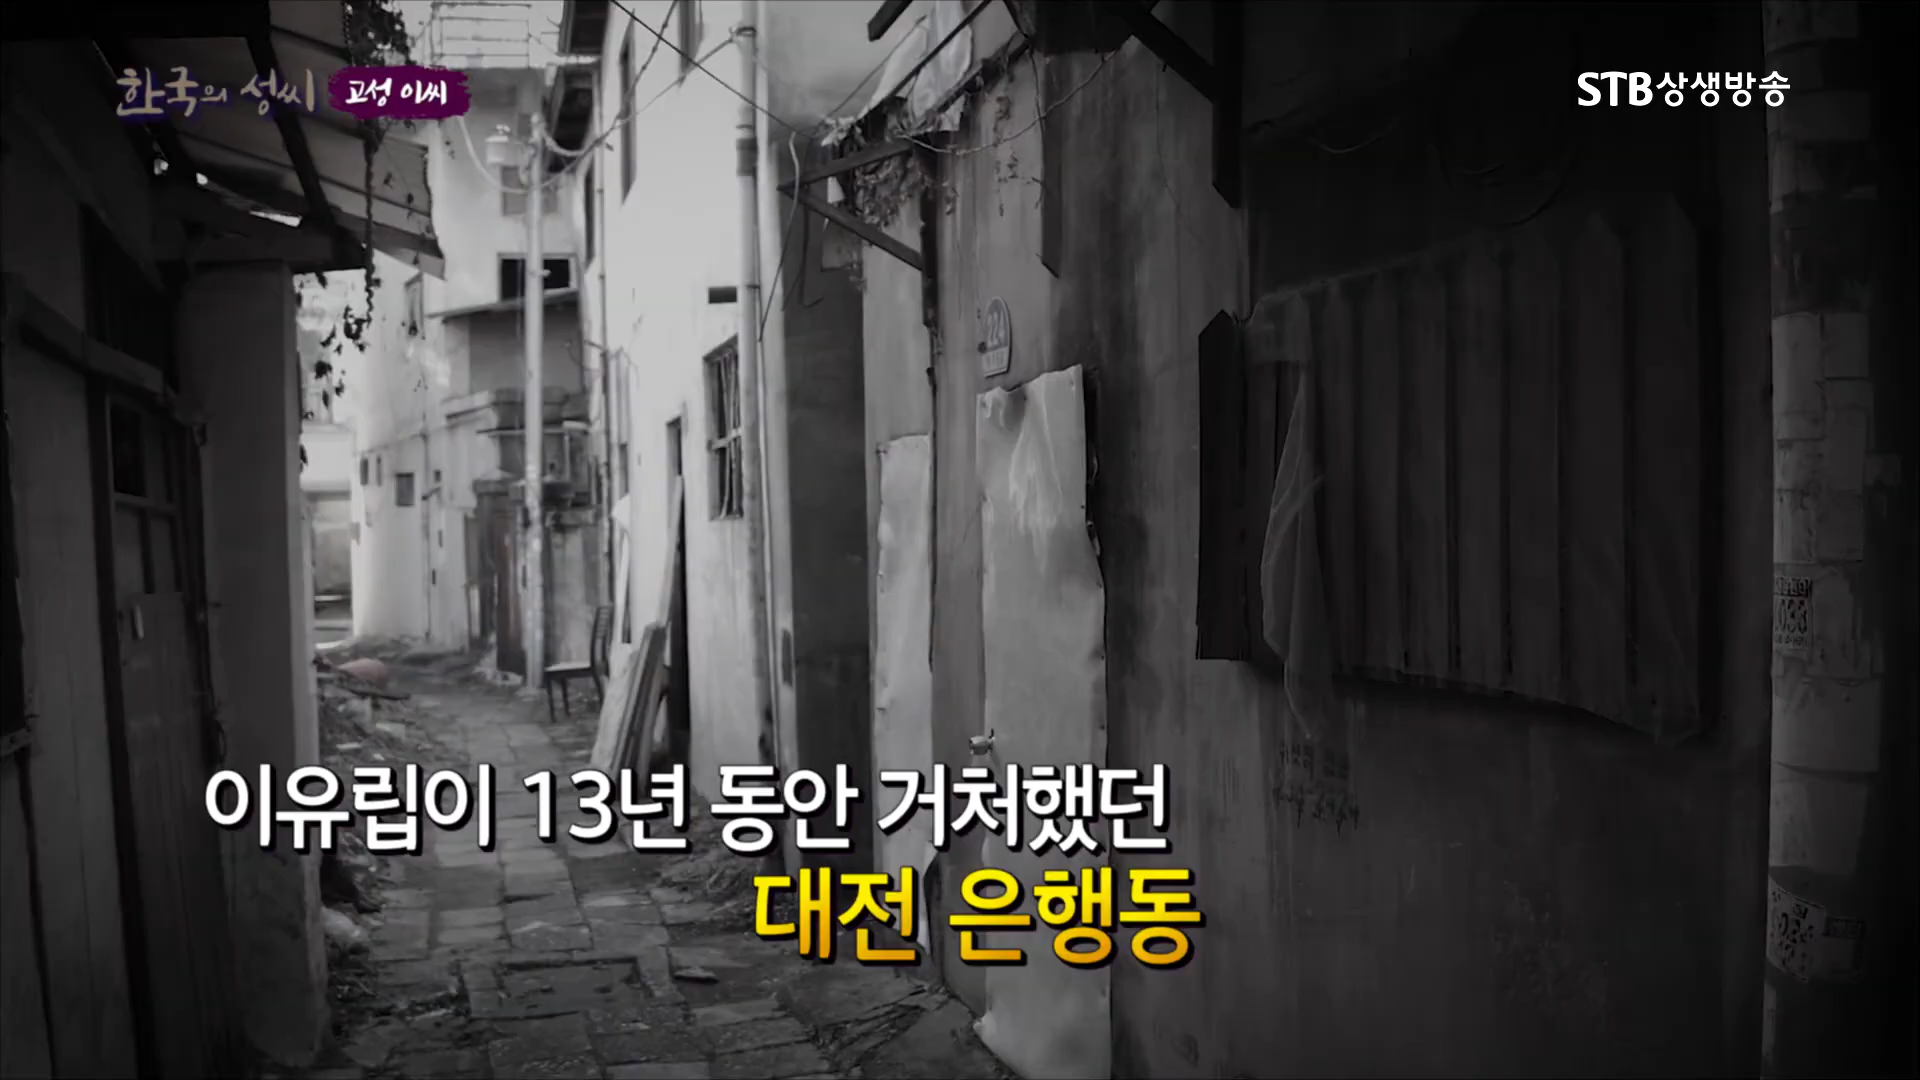 한국의 성씨 고성 이씨
STB상생방송
224
이유립이 13년 동안 거처했던
대전 은행동